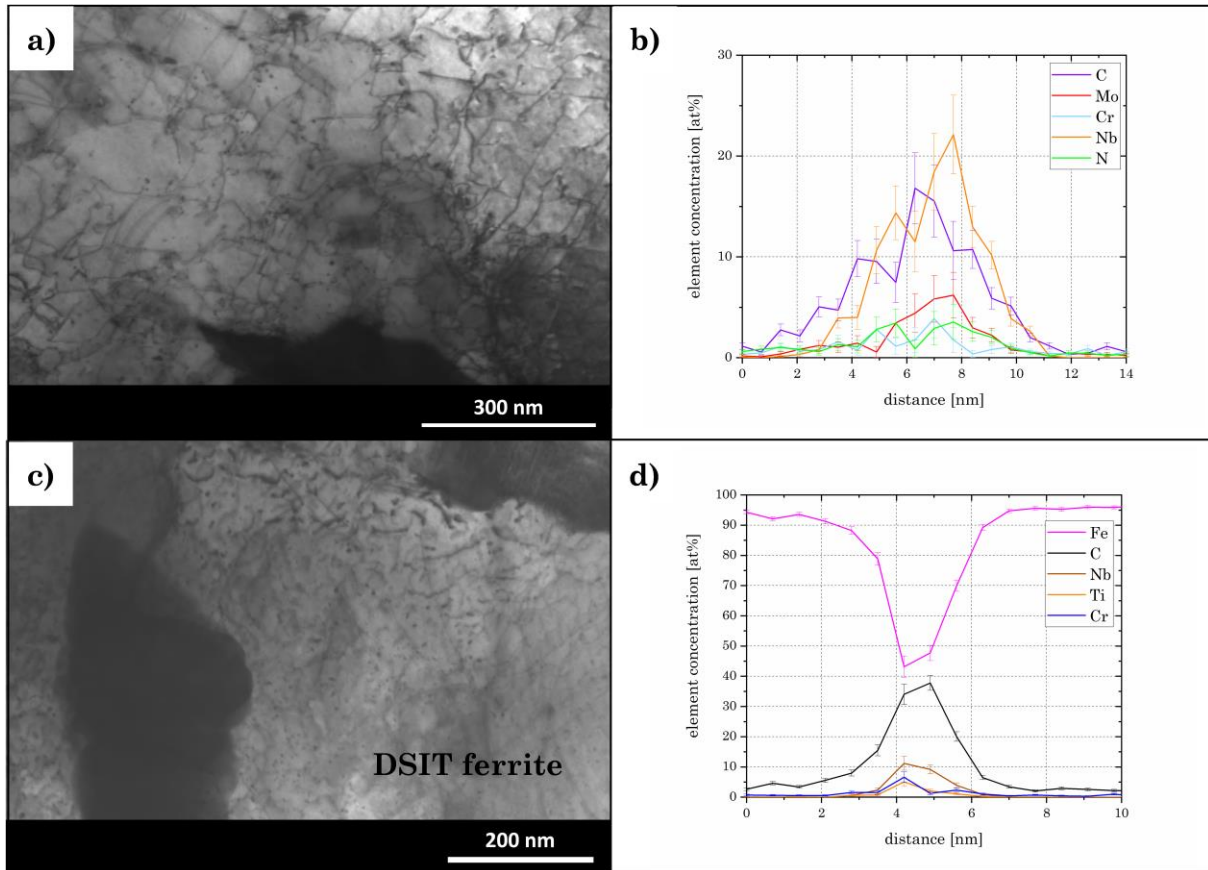 a)
300 nm
b)
element concentration [at%]
30
20
10
0
0 2 4 6 8 10 12 14
distance [nm]
C
Mo
Cr
Nb
N
c)
DSIT ferrite
200 nm
d)
element concentration [at%]
100
90
80
70
60
50
40
30
20
10
0
0 2 4 6 8 10
distance [nm]
Fe
C
Nb
Ti
Cr